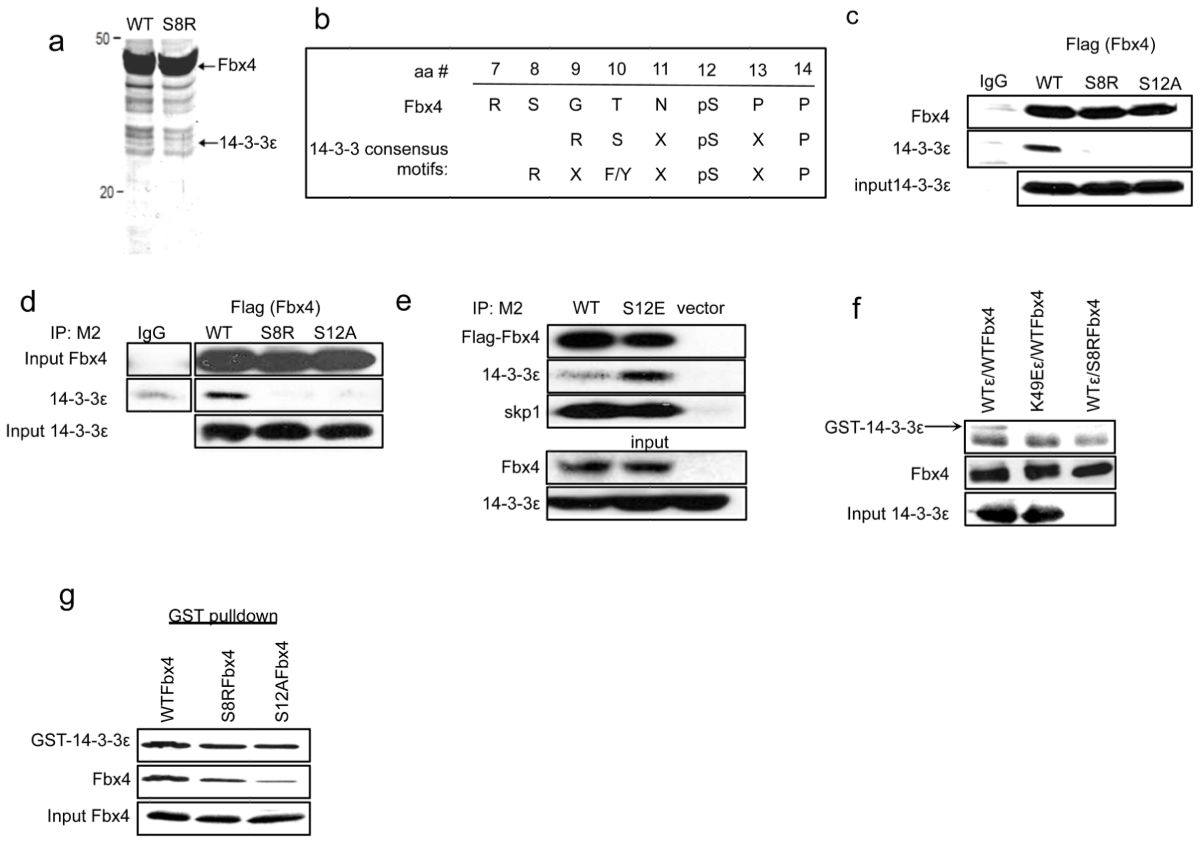 a
WT S8R
50
Fbx4
14-3-3ε
20
b
aa # 7 8 9 10 11 12 13 14
Fbx4 R S G T N pS P P
14-3-3 consensus motifs:
R S X pS X P
R X F/Y X pS X P
c
Flag (Fbx4)
IgG WT S8R S12A
Fbx4
14-3-3ε
input14-3-3ε
d
Flag (Fbx4)
IP: M2 IgG WT S8R S12A
Input Fbx4
14-3-3ε
Input 14-3-3ε
e
IP: M2 WT S12E vector
Flag-Fbx4
14-3-3ε
skp1
input
Fbx4
14-3-3ε
f
WTε/WTFbx4
K49Eε/WTFbx4
WTε/S8RFbx4
GST-14-3-3ε
Fbx4
Input 14-3-3ε
g
GST pulldown
WTFbx4
S8RFbx4
S12AFbx4
GST-14-3-3ε
Fbx4
Input Fbx4